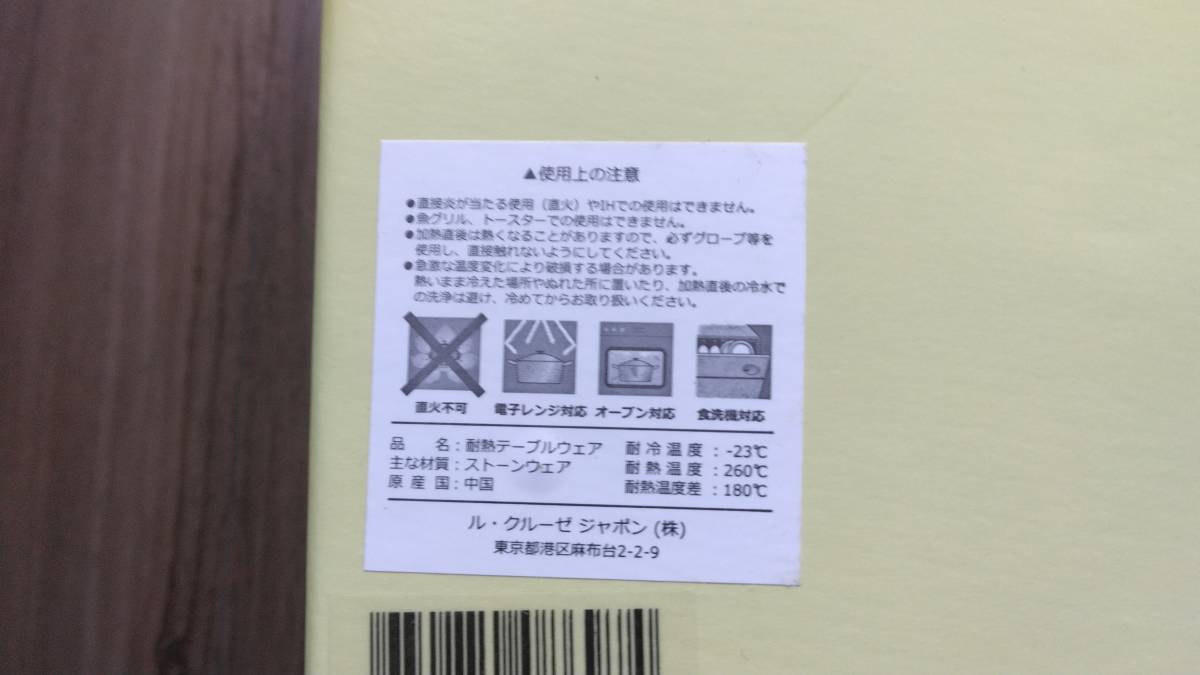 ▲使用上の注意
●直接炎が当たる使用（直火）やIHでの使用はできません。
●魚グリル、トースターでの使用はできません。
●加熱直後は熱くなることがありますので、必ずグローブ等を
使用し、直接触れないようにしてください。
●急激な温度変化により破損する場合があります。
熱いまま冷えた場所やぬれた所に置いたり、加熱直後の冷水で
の洗浄は避け、冷めてからお取り扱いください。
直火不可 電子レンジ対応 オーブン対応 食洗機対応
品　　名：耐熱テーブルウェア 耐冷温度：-23℃
主な材質：ストーンウェア 耐熱温度：260℃
原産国：中国 耐熱温度差：180℃
ル・クルーゼ ジャポン (株)
東京都港区麻布台2-2-9